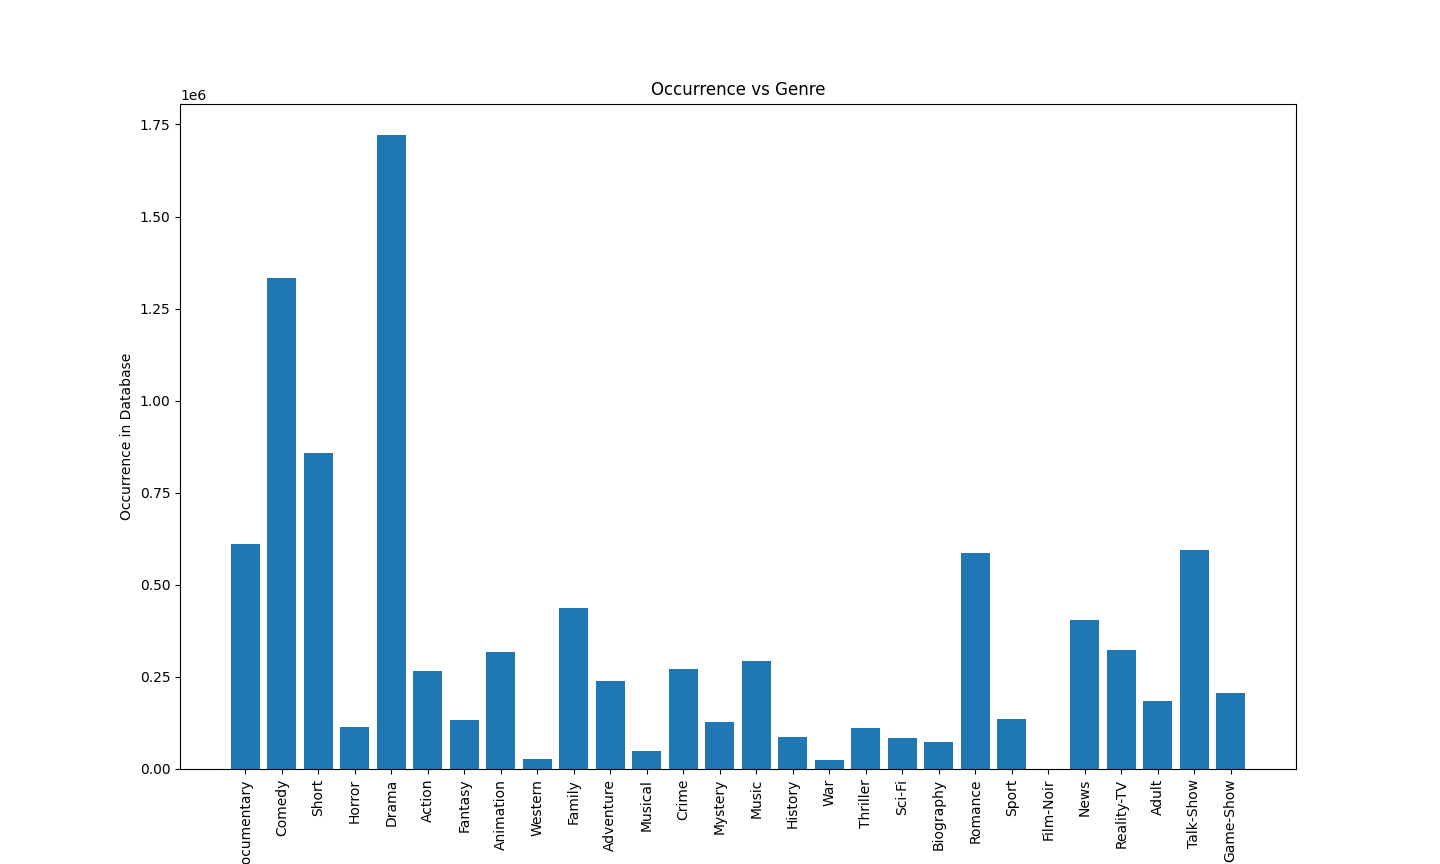 Occurrence vs Genre
1e6
1.75
1.50
1.25
1.00
0.75
0.50
0.25
0.00
Occurrence in Database
ocumentary
Comedy
Short
Horror
Drama
Action
Fantasy
Animation
Western
Family
Adventure
Musical
Crime
Mystery
Music
History
War
Thriller
Sci-Fi
Biography
Romance
Sport
Film-Noir
News
Reality-TV
Adult
Talk-Show
Game-Show